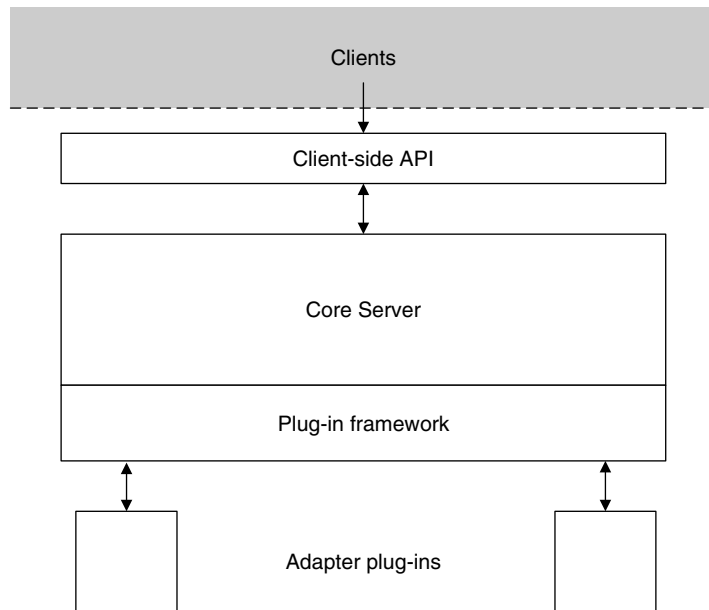 Clients
Client-side API
Core Server
Plug-in framework
Adapter plug-ins